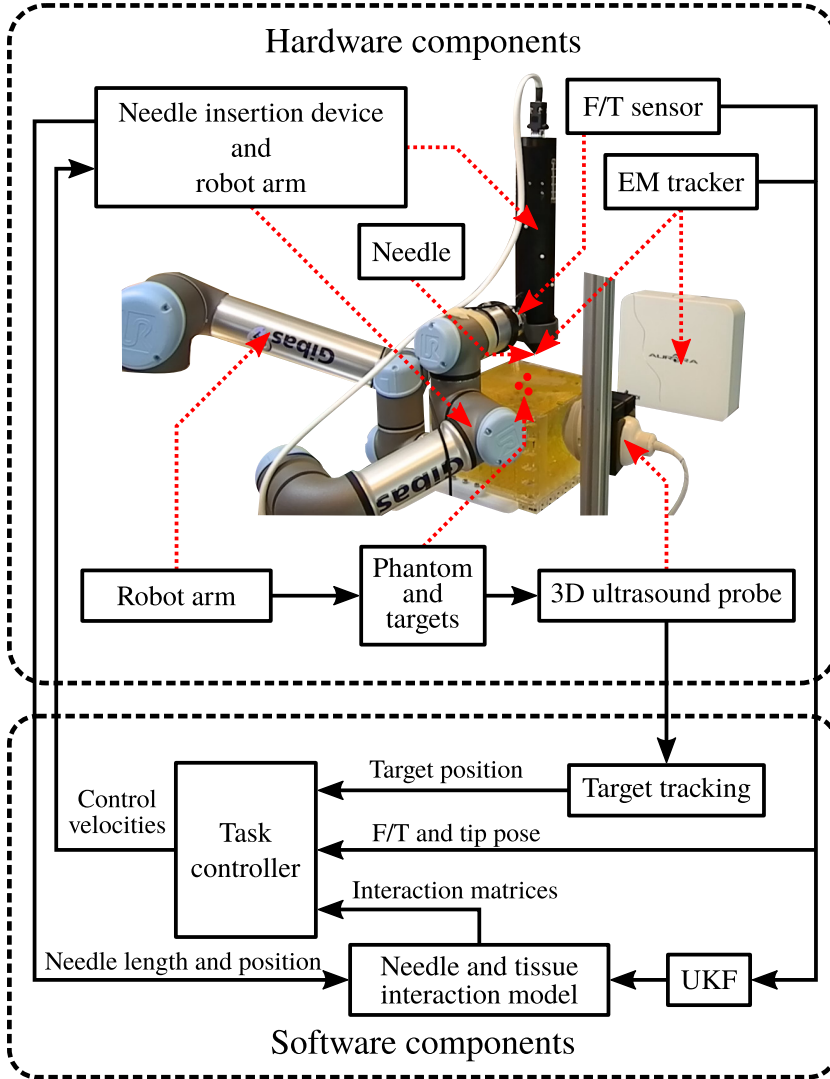 Hardware components
Needle insertion device
and
robot arm
F/T sensor
EM tracker
Needle
Gibas
AURORA
Gibas
Robot arm
Phantom
and
targets
3D ultrasound probe
Target tracking
Target position
Control
velocities
Task
controller
F/T and tip pose
Interaction matrices
Needle length and position
Needle and tissue
interaction model
UKF
Software components